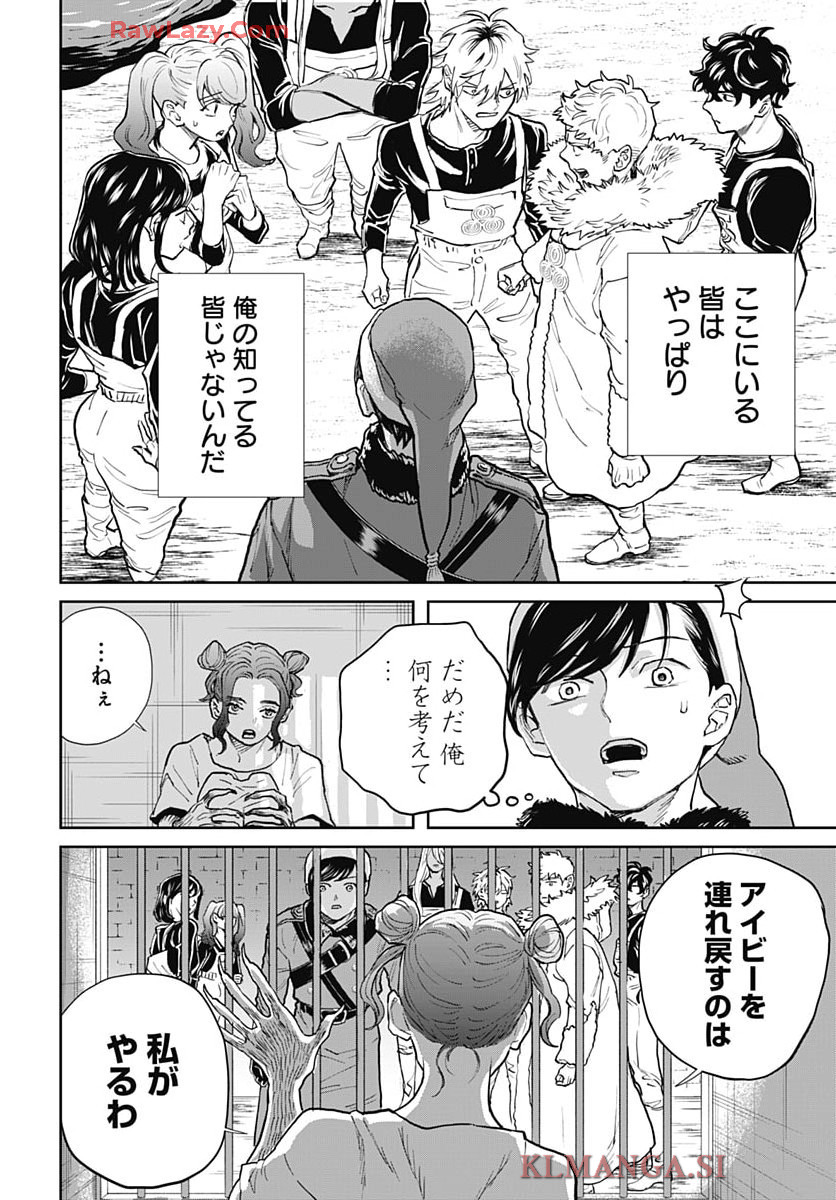 RawLazy.Com
ここにいる
皆は
やっぱり
俺の知ってる
皆じゃないんだ
だめだ俺
何を考えて
…
…ねぇ
アイビーを
連れ戻すのは
私が
やるわ
KLMANGA.SI